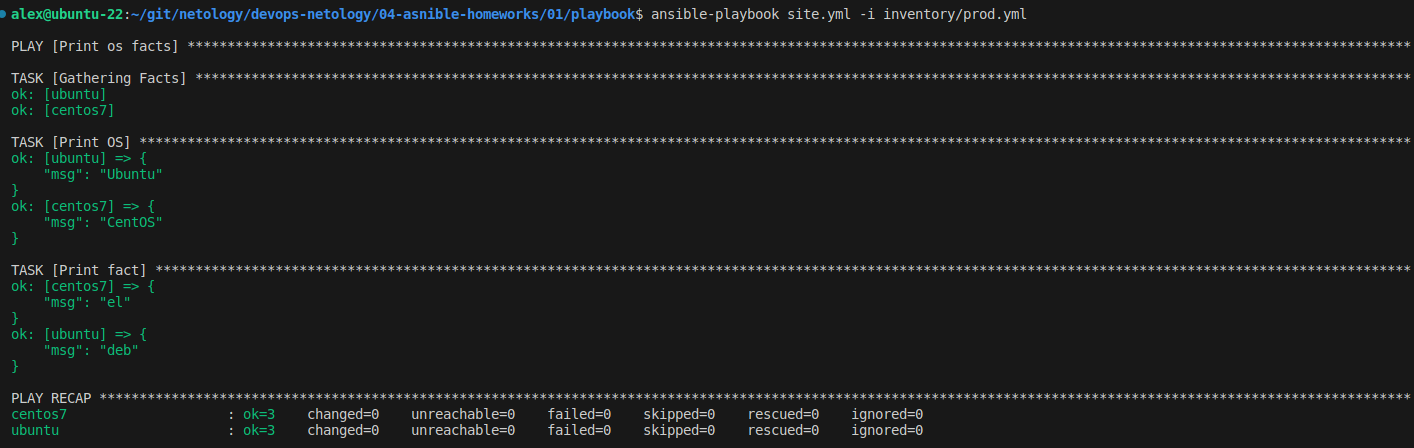 alex@ubuntu-22:~/git/netology/devops-netology/04-asnible-homeworks/01/playbook$ ansible-playbook site.yml -i inventory/prod.yml
PLAY [Print os facts] ****************************************************************************************************************************************************
TASK [Gathering Facts] ***************************************************************************************************************************************************
ok: [ubuntu]
ok: [centos7]
TASK [Print OS] **********************************************************************************************************************************************************
ok: [ubuntu] => {
    "msg": "Ubuntu"
}
ok: [centos7] => {
    "msg": "CentOS"
}
TASK [Print fact] ********************************************************************************************************************************************************
ok: [centos7] => {
    "msg": "el"
}
ok: [ubuntu] => {
    "msg": "deb"
}
PLAY RECAP ***************************************************************************************************************************************************************
centos7                    : ok=3    changed=0    unreachable=0    failed=0    skipped=0    rescued=0    ignored=0
ubuntu                     : ok=3    changed=0    unreachable=0    failed=0    skipped=0    rescued=0    ignored=0